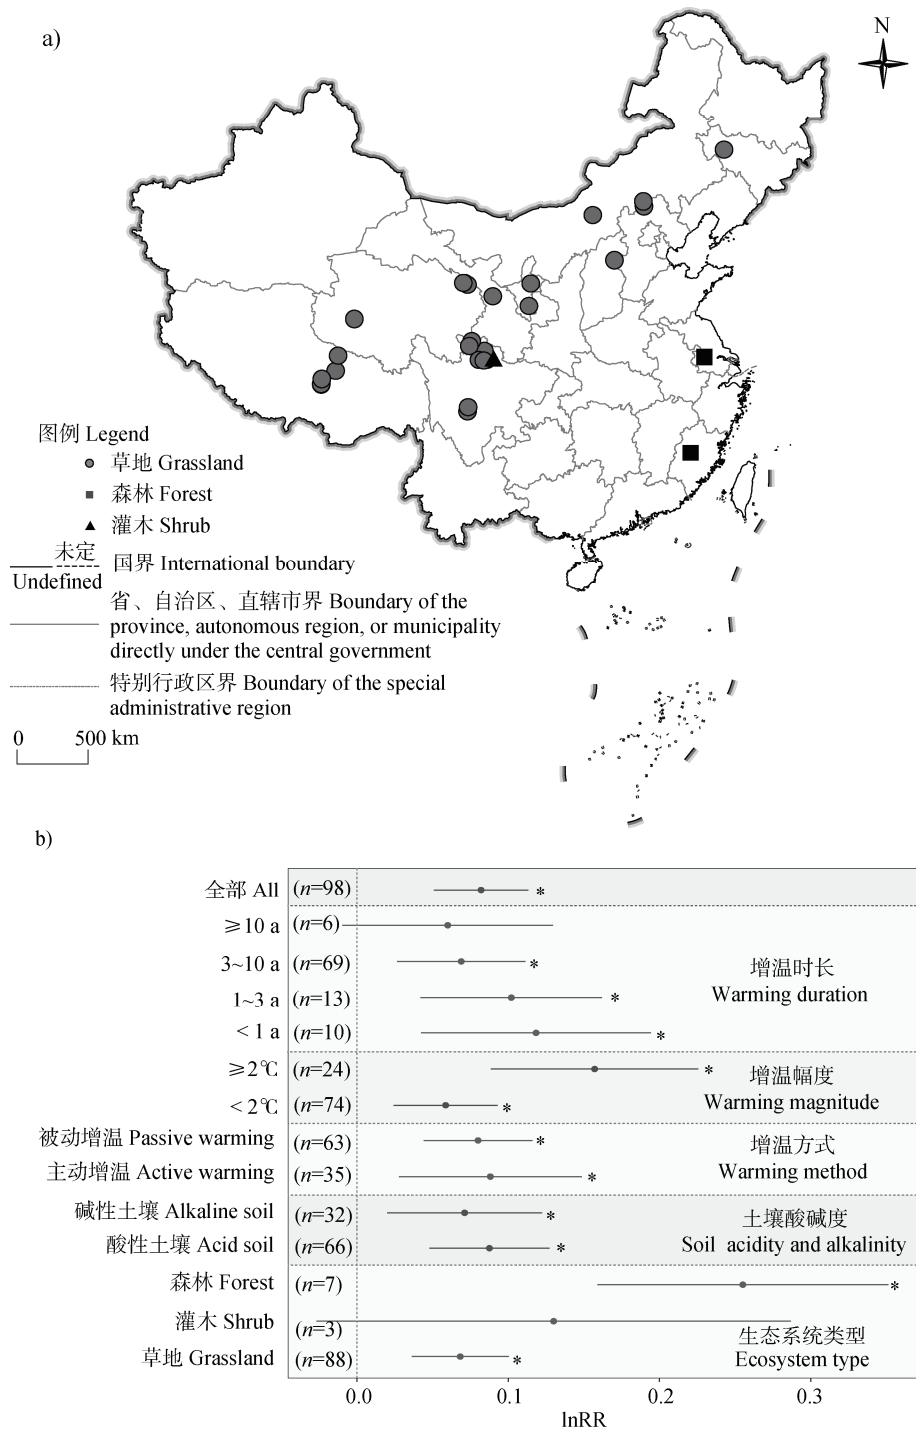 a)
N
图例 Legend
草地 Grassland
森林 Forest
灌木 Shrub
未定
Undefined
国界 International boundary
省、自治区、直辖市界 Boundary of the
province, autonomous region, or municipality
directly under the central government
特别行政区界 Boundary of the special
administrative region
0 500 km
b)
全部 All (n=98) *
≥10 a (n=6)
3~10 a (n=69) *
增温时长
Warming duration
1~3 a (n=13) *
<1 a (n=10) *
≥2℃ (n=24) *
增温幅度
Warming magnitude
<2℃ (n=74) *
被动增温 Passive warming (n=63) *
增温方式
Warming method
主动增温 Active warming (n=35) *
碱性土壤 Alkaline soil (n=32) *
土壤酸碱度
Soil acidity and alkalinity
酸性土壤 Acid soil (n=66) *
森林 Forest (n=7) *
灌木 Shrub (n=3)
生态系统类型
Ecosystem type
草地 Grassland (n=88) *
0.0 0.1 0.2 0.3
lnRR